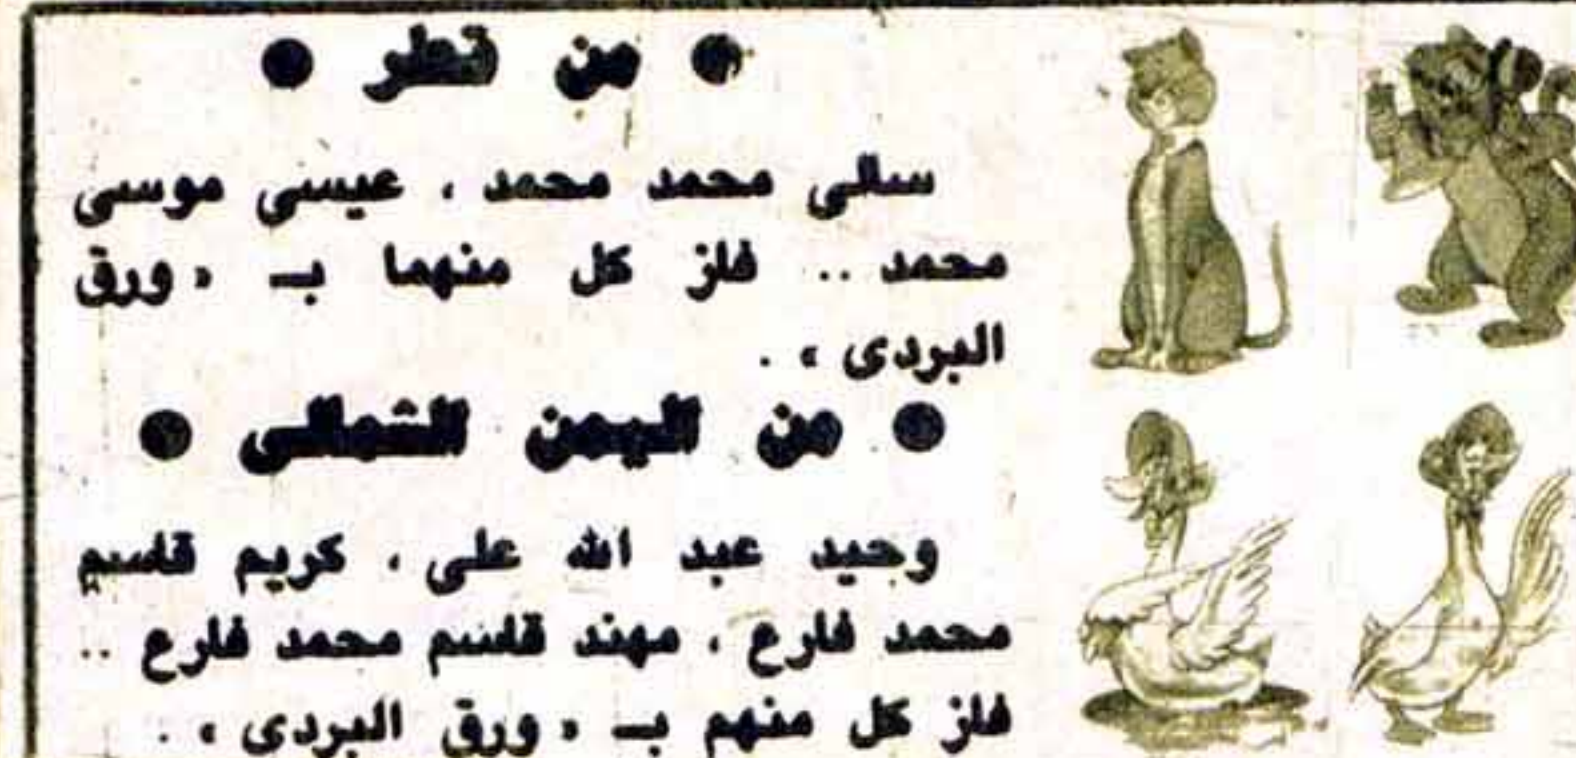 ● من قطر ●
سالى محمد محمد ، عيسى موسى
محمد .. فاز كل منهما بـ « ورق
البردى » .
● من اليمن الشمالى ●
وحيد عبد الله على ، كريم قاسم
محمد فارع ، مهند قاسم محمد فارع ..
فاز كل منهم بـ « ورق البردى » .